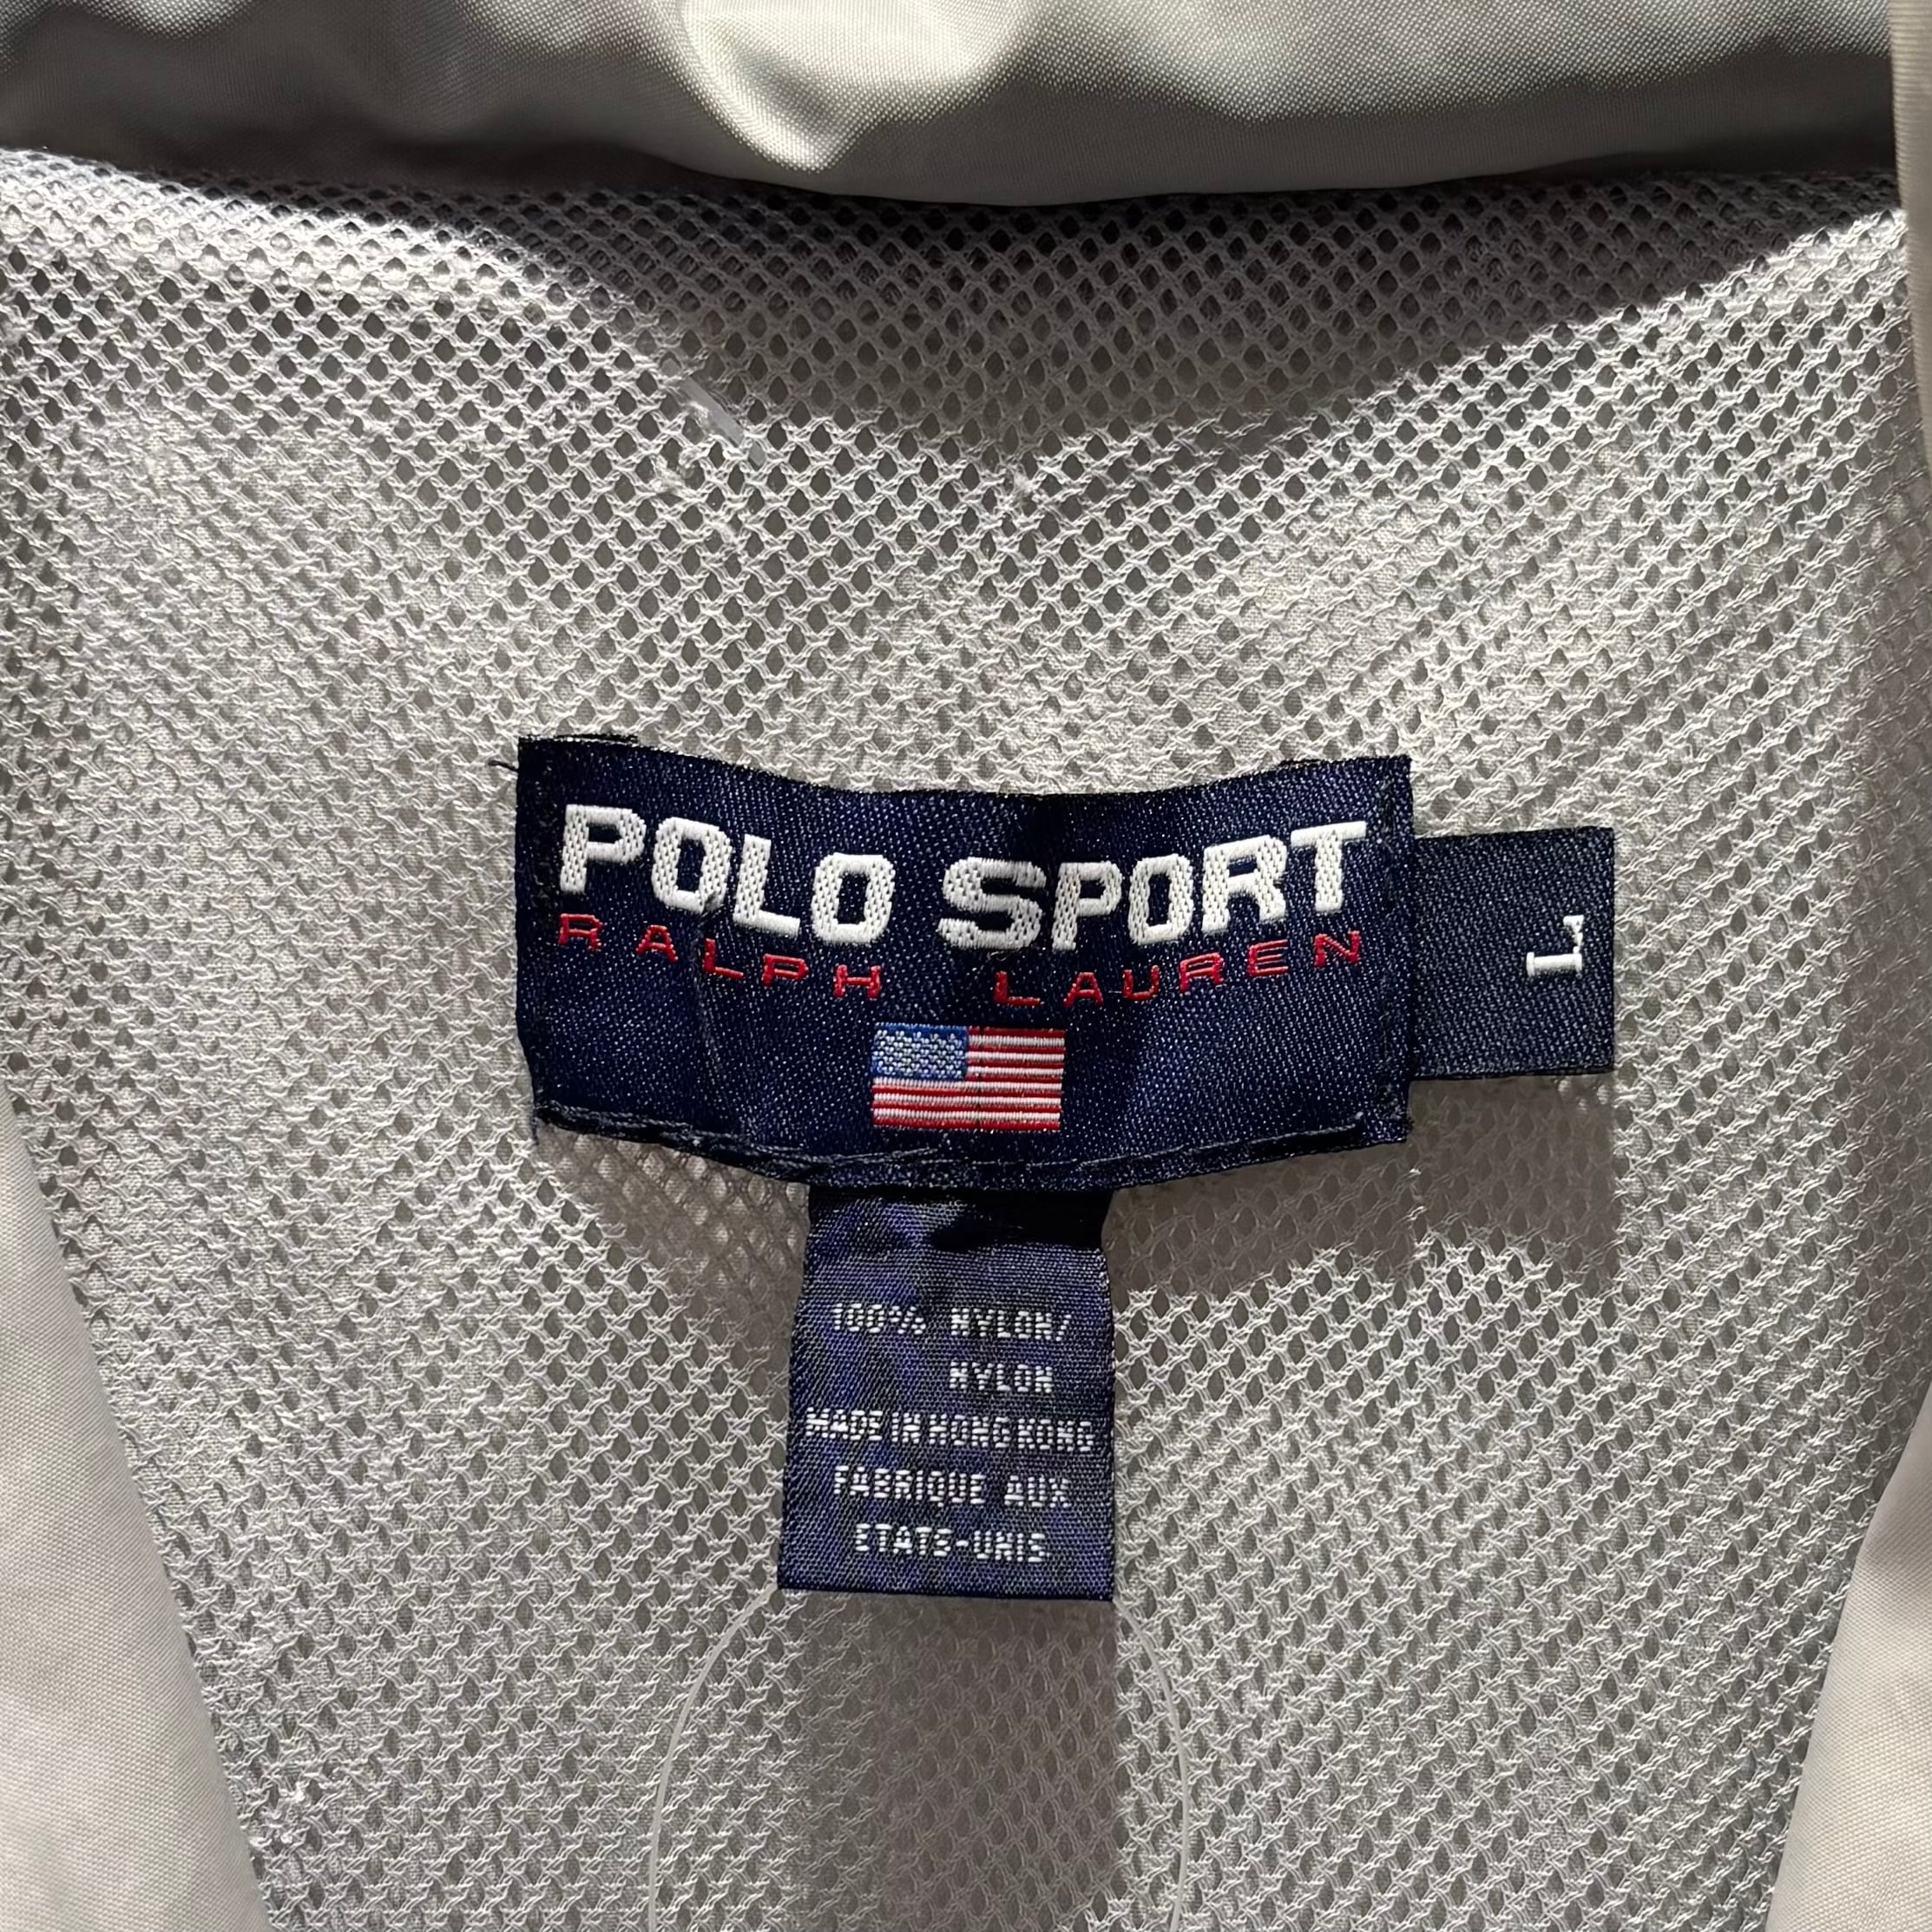 POLO SPORT
RALPH LAUREN
L
100% NYLON/
NYLON
MADE IN HONG KONG
FABRIQUE AUX
ETATS-UNIS